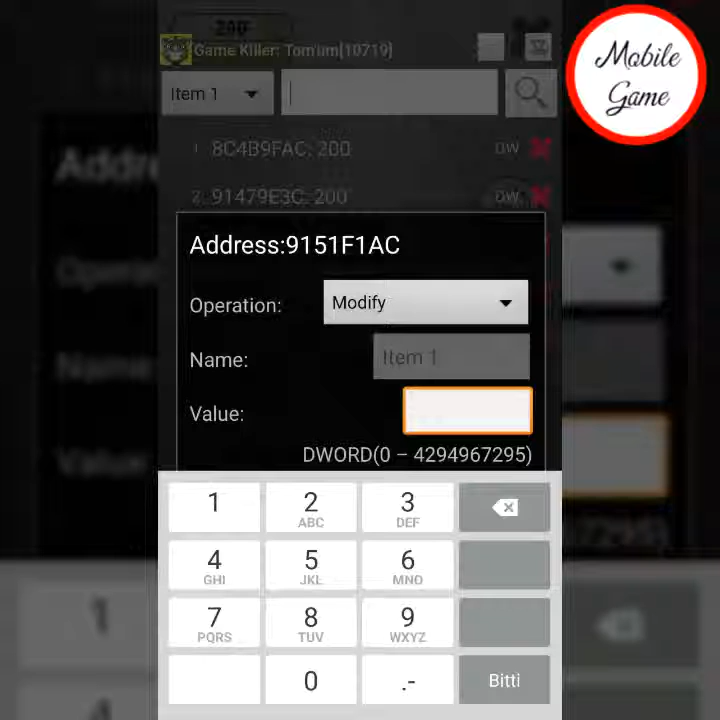 200
Game Killer: Tom'um[10719]
Mobile
Game
Item 1
1. 8C4B9FAC: 200 DW
2. 91479E3C: 200 DW
Address:9151F1AC
Operation: Modify
Name: Item 1
Value:
DWORD(0 – 4294967295)
1 2 3
ABC DEF
4 5 6
GHI JKL MNO
7 8 9
PQRS TUV WXYZ
0 .- Bitti